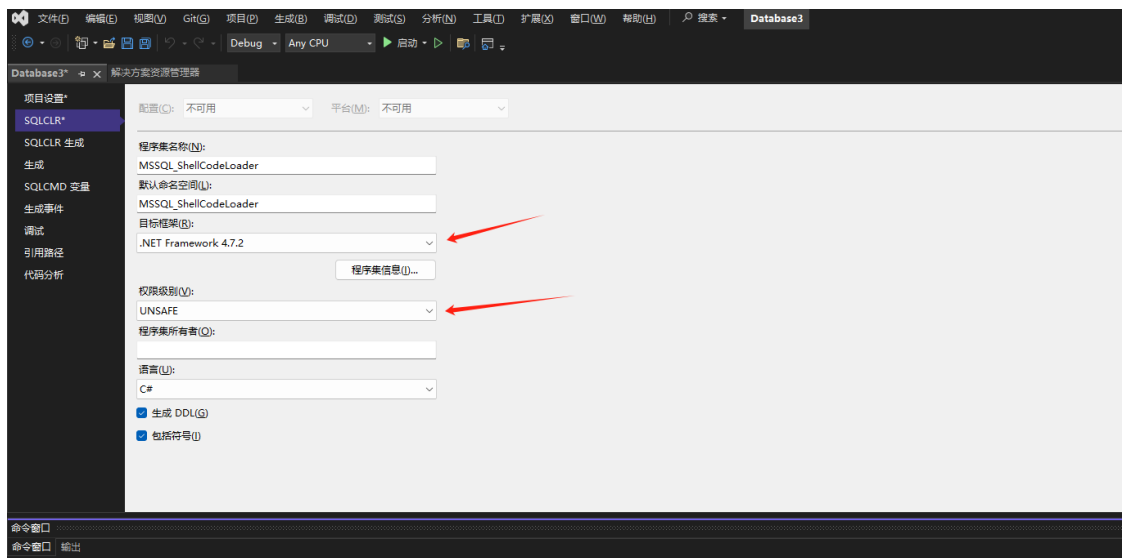 文件(F) 编辑(E) 视图(V) Git(G) 项目(P) 生成(B) 调试(D) 测试(S) 分析(N) 工具(T) 扩展(X) 窗口(W) 帮助(H) 搜索 Database3
Debug Any CPU 启动
Database3* 解决方案资源管理器
项目设置*
SQLCLR*
SQLCLR 生成
生成
SQLCMD 变量
生成事件
调试
引用路径
代码分析
配置(C): 不可用 平台(M): 不可用
程序集名称(N):
MSSQL_ShellCodeLoader
默认命名空间(L):
MSSQL_ShellCodeLoader
目标框架(R):
.NET Framework 4.7.2
程序集信息(I)...
权限级别(V):
UNSAFE
程序集所有者(O):
语言(U):
C#
生成 DDL(G)
包括符号(I)
命令窗口
命令窗口 输出